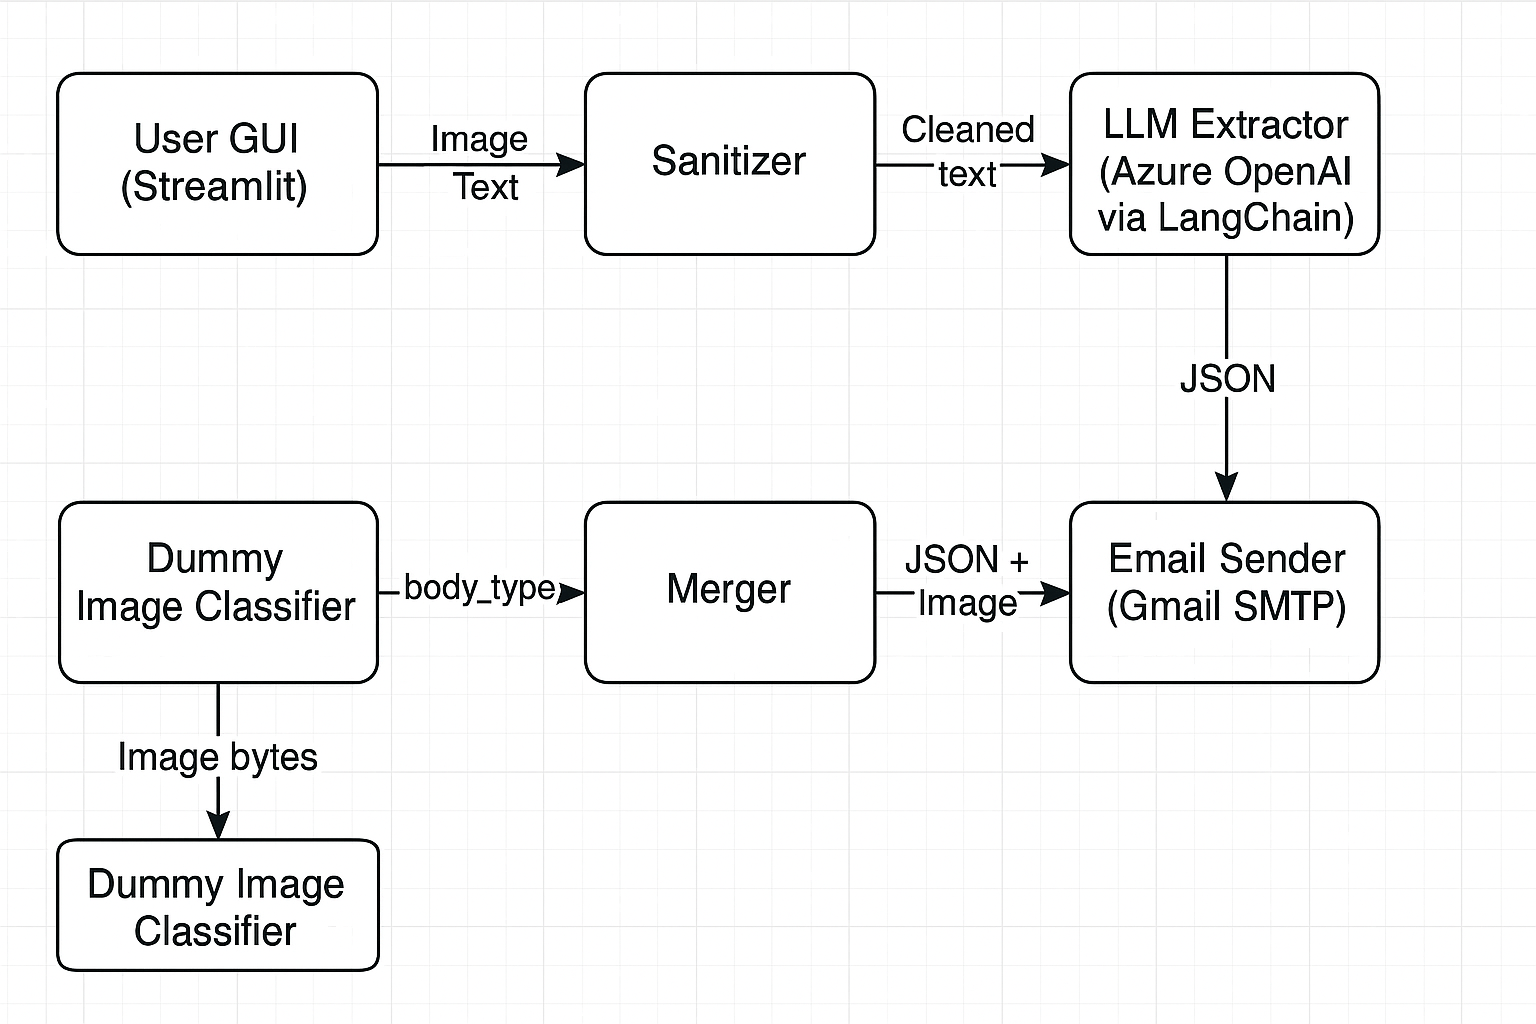 User GUI
(Streamlit)
Image
Text
Sanitizer
Cleaned
text
LLM Extractor
(Azure OpenAI
via LangChain)
JSON
Dummy
Image Classifier
body_type
Merger
JSON +
Image
Email Sender
(Gmail SMTP)
Image bytes
Dummy Image
Classifier